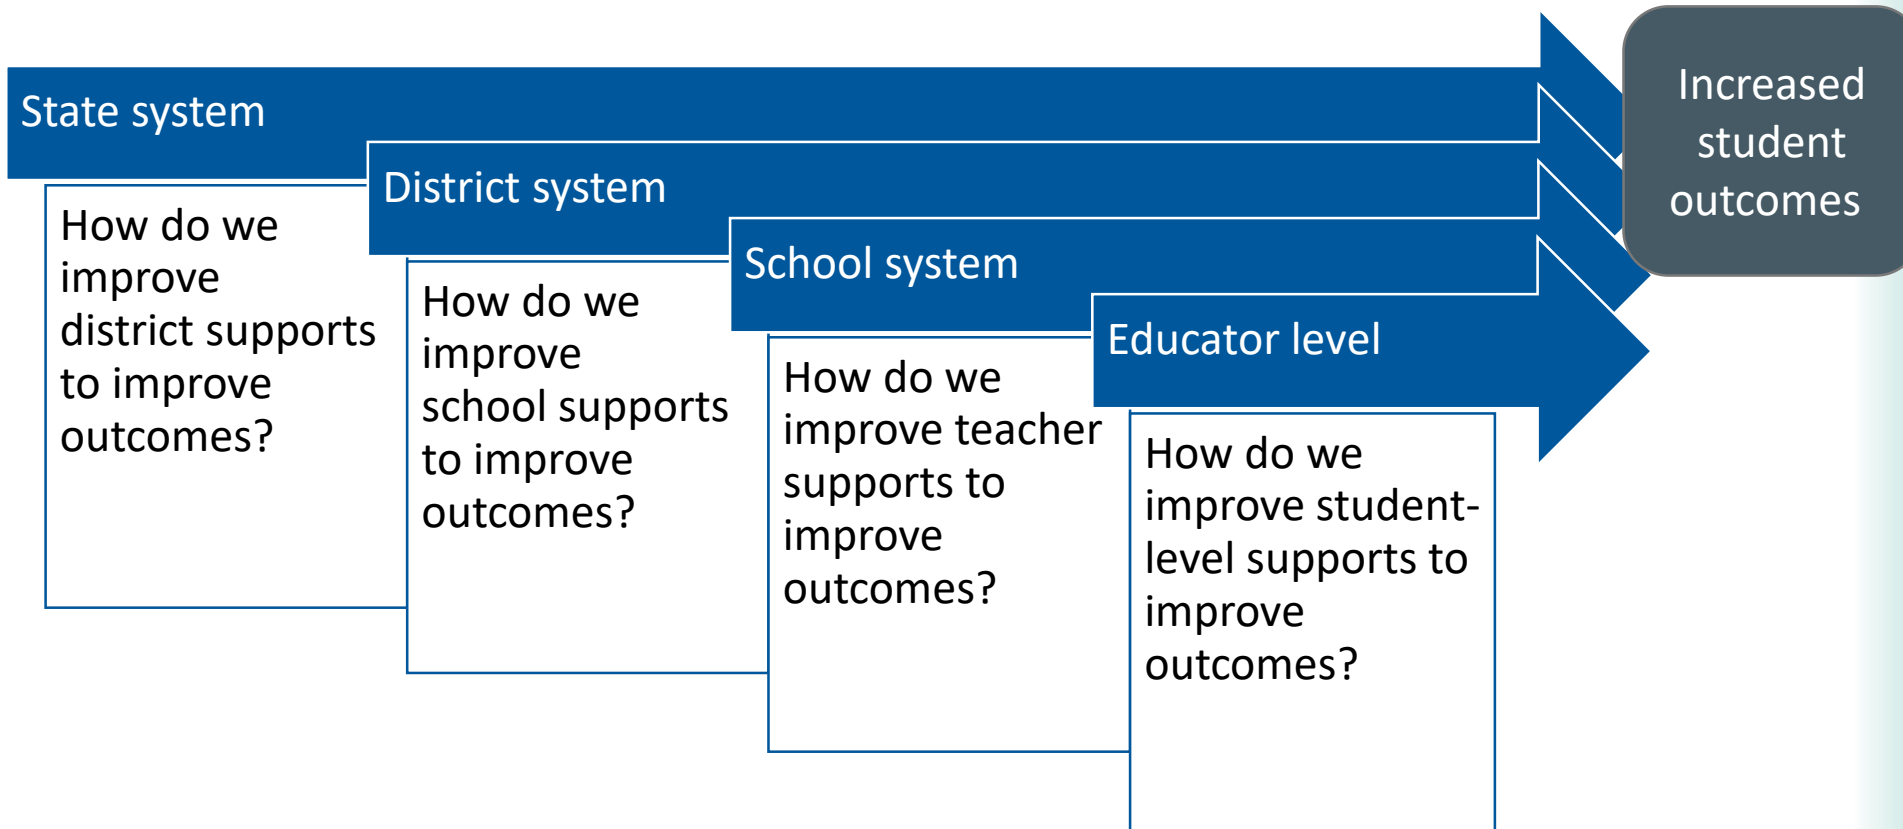 State system
How do we
improve
district supports
to improve
outcomes?
District system
How do we
improve
school supports
to improve
outcomes?
School system
How do we
improve teacher
supports to
improve
outcomes?
Educator level
How do we
improve student-
level supports to
improve
outcomes?
Increased
student
outcomes